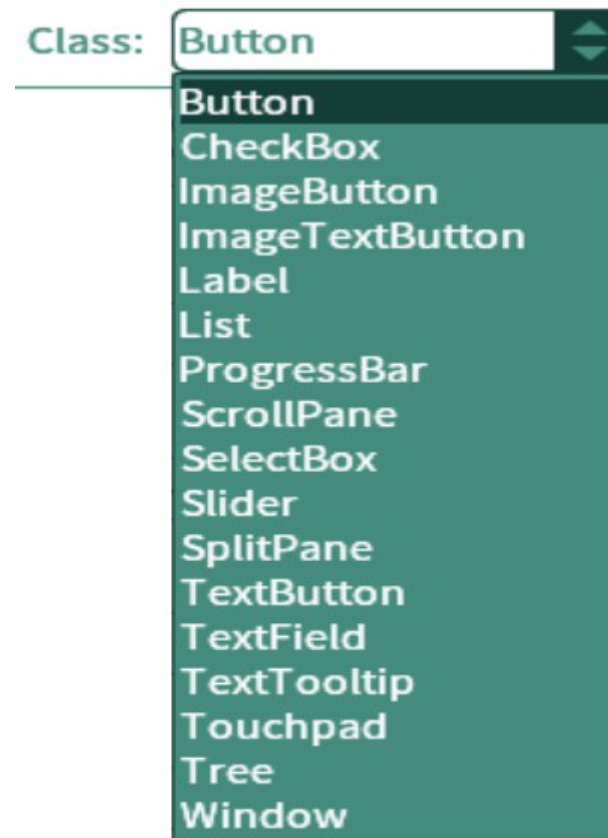 Class: Button
Button
CheckBox
ImageButton
ImageTextButton
Label
List
ProgressBar
ScrollPane
SelectBox
Slider
SplitPane
TextButton
TextField
TextTooltip
Touchpad
Tree
Window